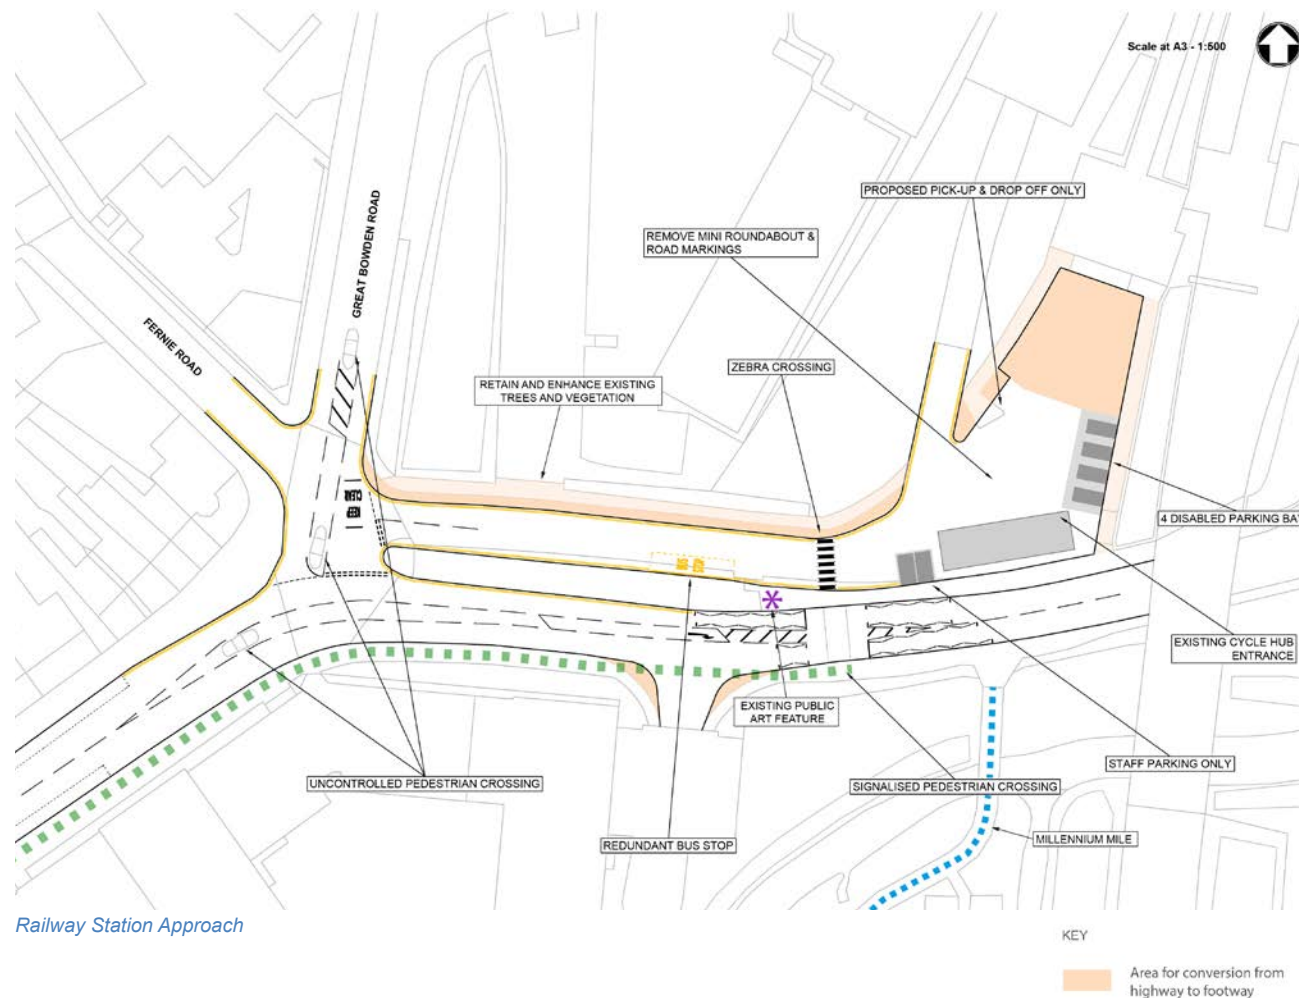 Scale at A3 - 1:500
PROPOSED PICK-UP & DROP OFF ONLY
REMOVE MINI ROUNDABOUT &
ROAD MARKINGS
GREAT BOWDEN ROAD
FERNIE ROAD
ZEBRA CROSSING
RETAIN AND ENHANCE EXISTING
TREES AND VEGETATION
4 DISABLED PARKING BA
BUS
STOP
EXISTING CYCLE HUB
ENTRANCE
EXISTING PUBLIC
ART FEATURE
STAFF PARKING ONLY
UNCONTROLLED PEDESTRIAN CROSSING
SIGNALISED PEDESTRIAN CROSSING
REDUNDANT BUS STOP
MILLENNIUM MILE
Railway Station Approach
KEY
Area for conversion from
highway to footway